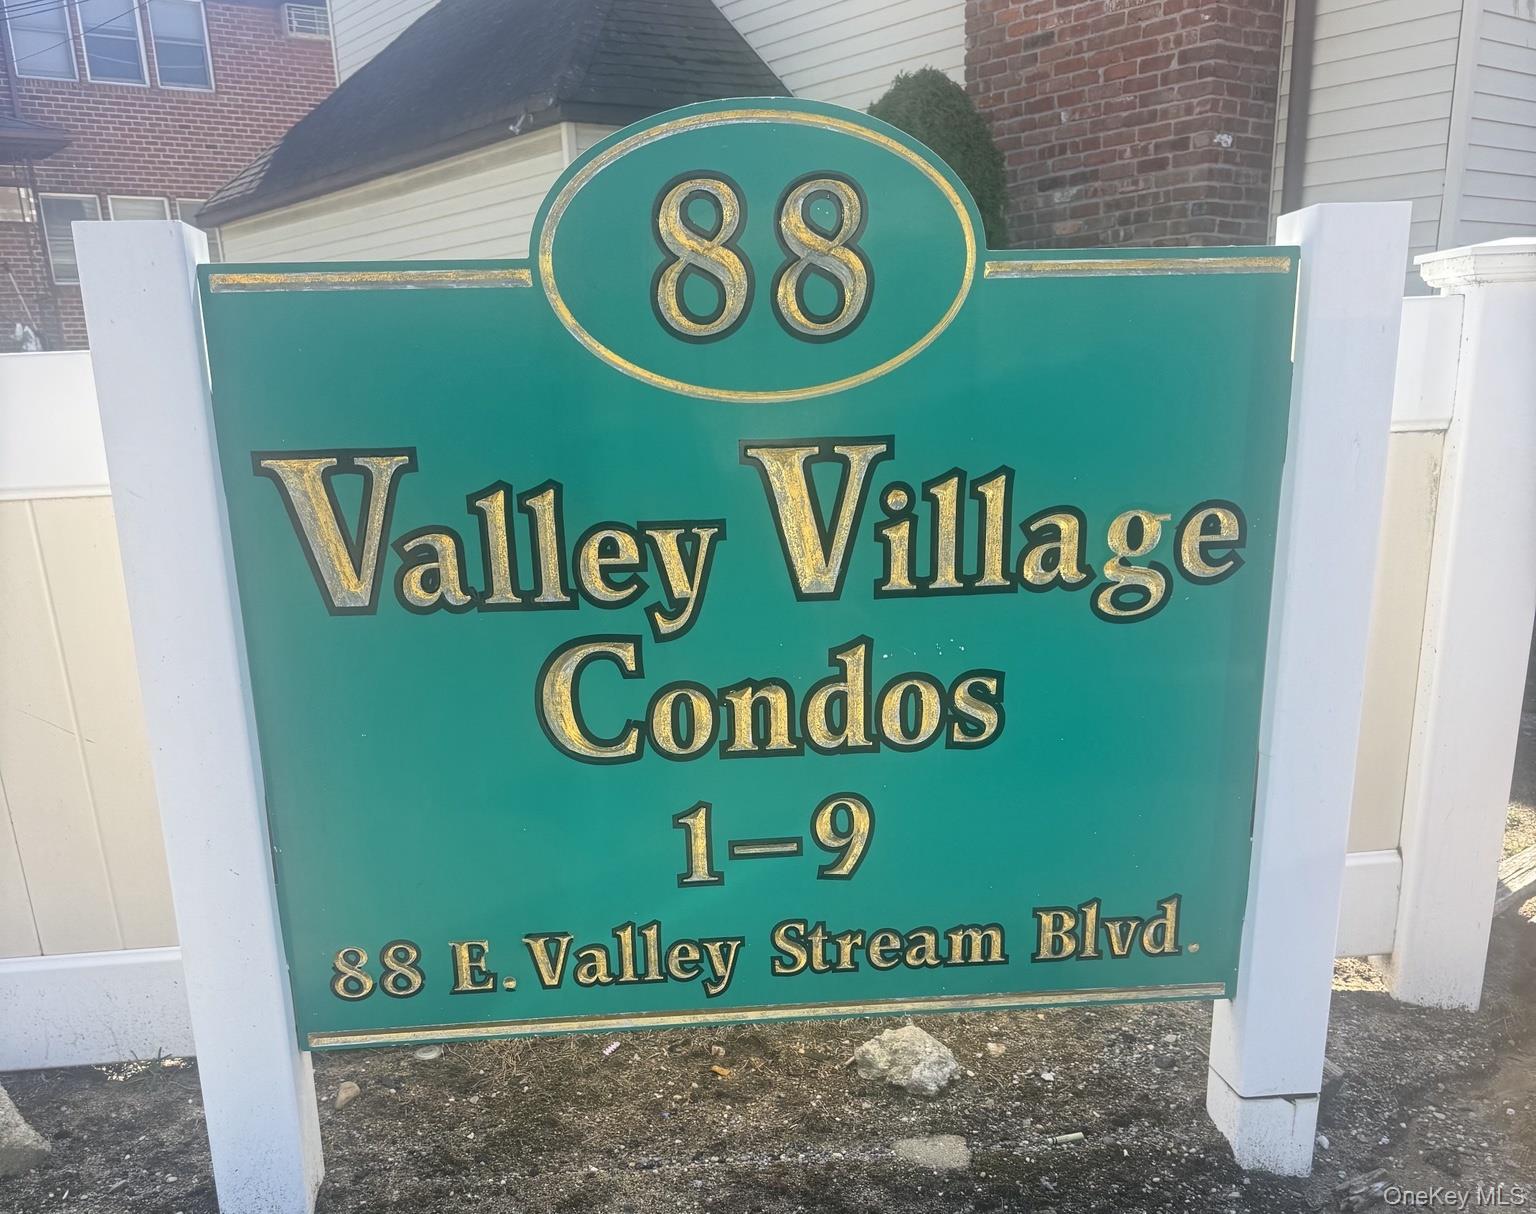 88
Valley Village
Condos
1-9
88 E. Valley Stream Blvd.
OneKey MLS